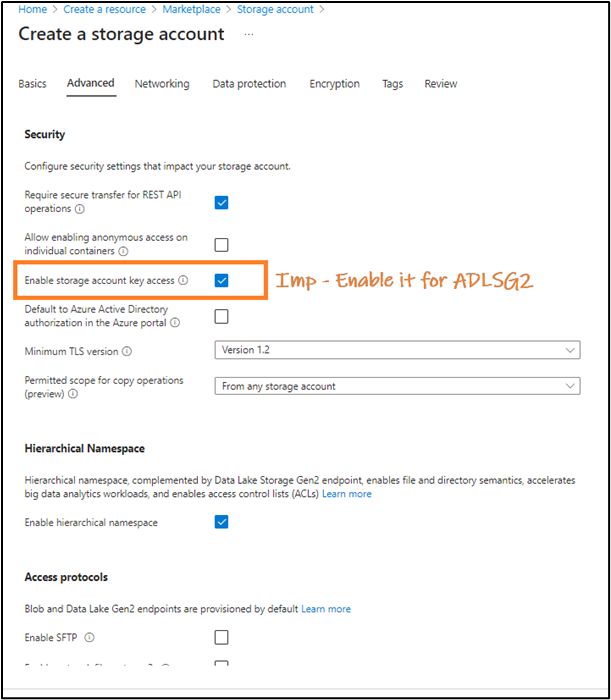 Home > Create a resource > Marketplace > Storage account >
Create a storage account ...
Basics Advanced Networking Data protection Encryption Tags Review
Security
Configure security settings that impact your storage account.
Require secure transfer for REST API
operations
Allow enabling anonymous access on
individual containers
Enable storage account key access
Imp - Enable it for ADLSG2
Default to Azure Active Directory
authorization in the Azure portal
Minimum TLS version
Version 1.2
Permitted scope for copy operations
(preview)
From any storage account
Hierarchical Namespace
Hierarchical namespace, complemented by Data Lake Storage Gen2 endpoint, enables file and directory semantics, accelerates
big data analytics workloads, and enables access control lists (ACLs) Learn more
Enable hierarchical namespace
Access protocols
Blob and Data Lake Gen2 endpoints are provisioned by default Learn more
Enable SFTP